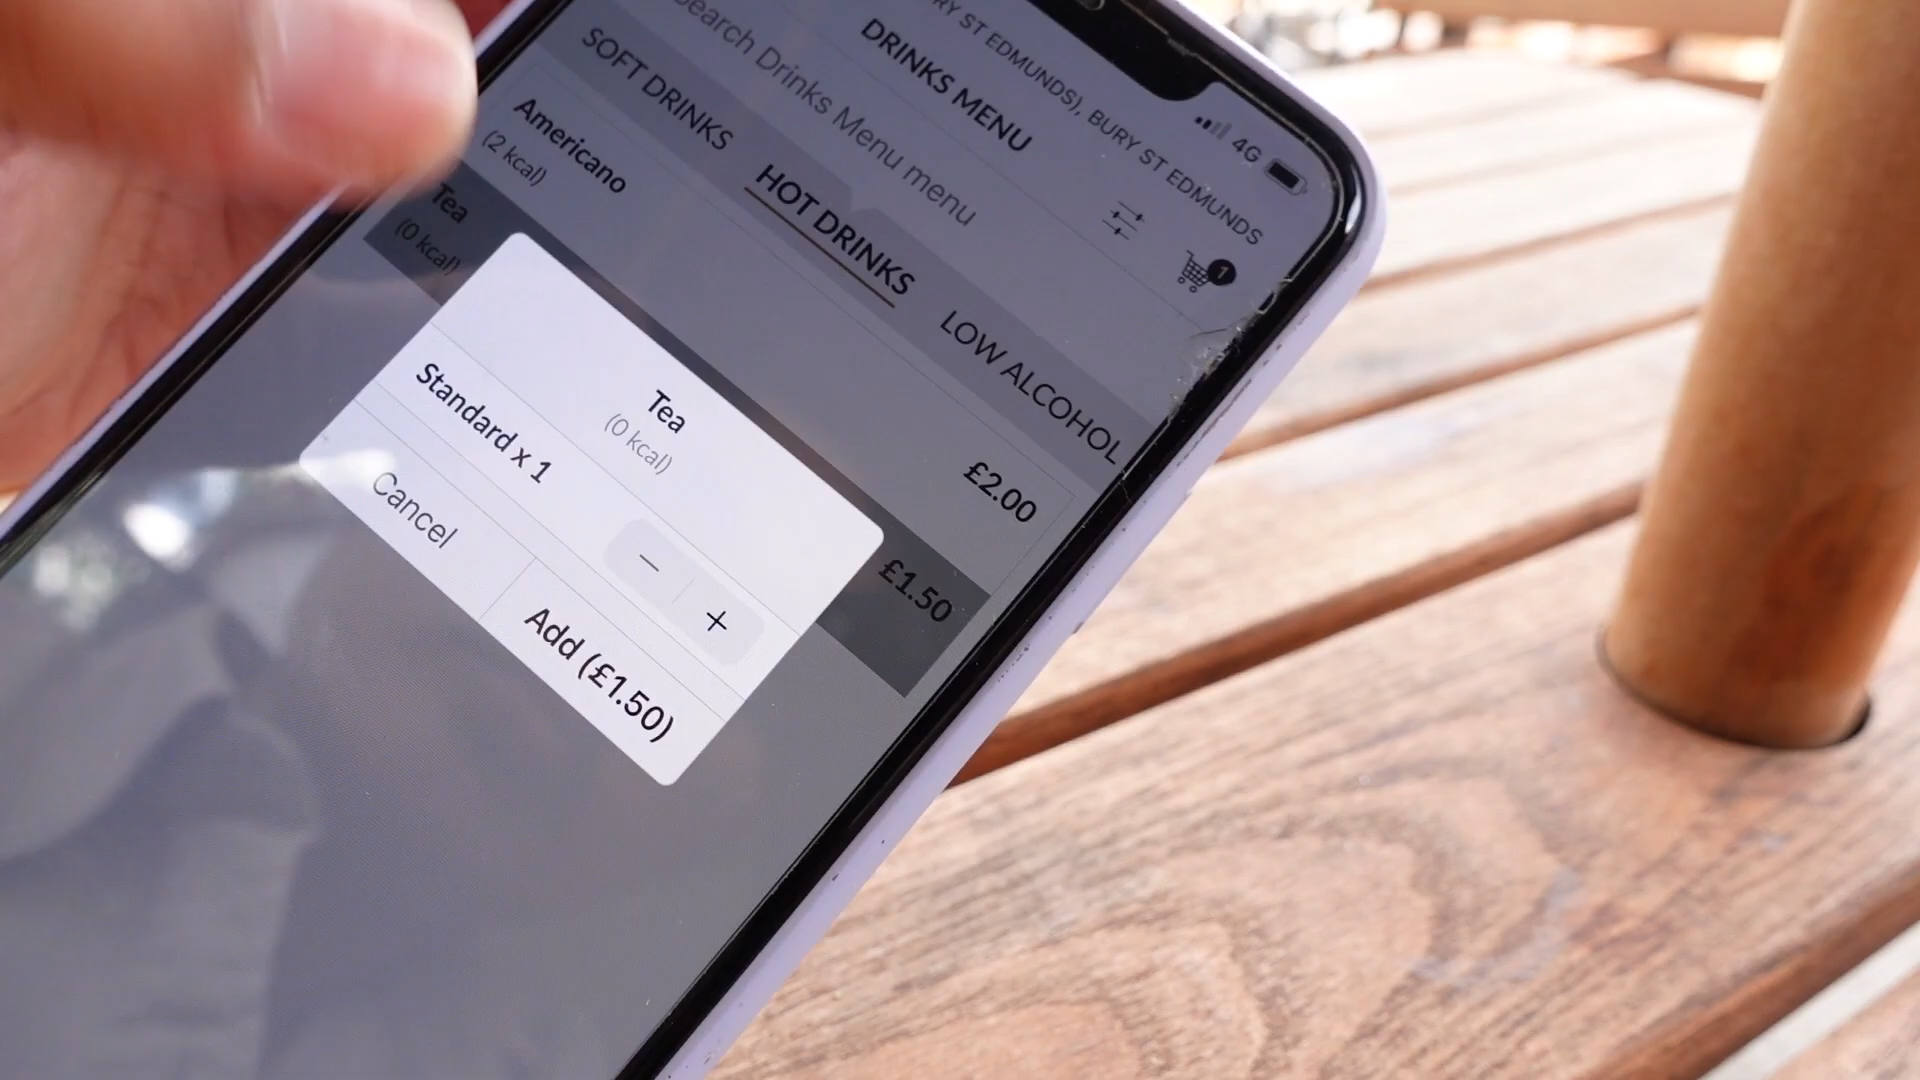 4G
RY ST EDMUNDS), BURY ST EDMUNDS
DRINKS MENU
1
Search Drinks Menu menu
SOFT DRINKS
HOT DRINKS
LOW ALCOHOL
Americano
£2.00
(2 kcal)
Tea
£1.50
(0 kcal)
Tea
(0 kcal)
Standard x 1
− +
Cancel
Add (£1.50)